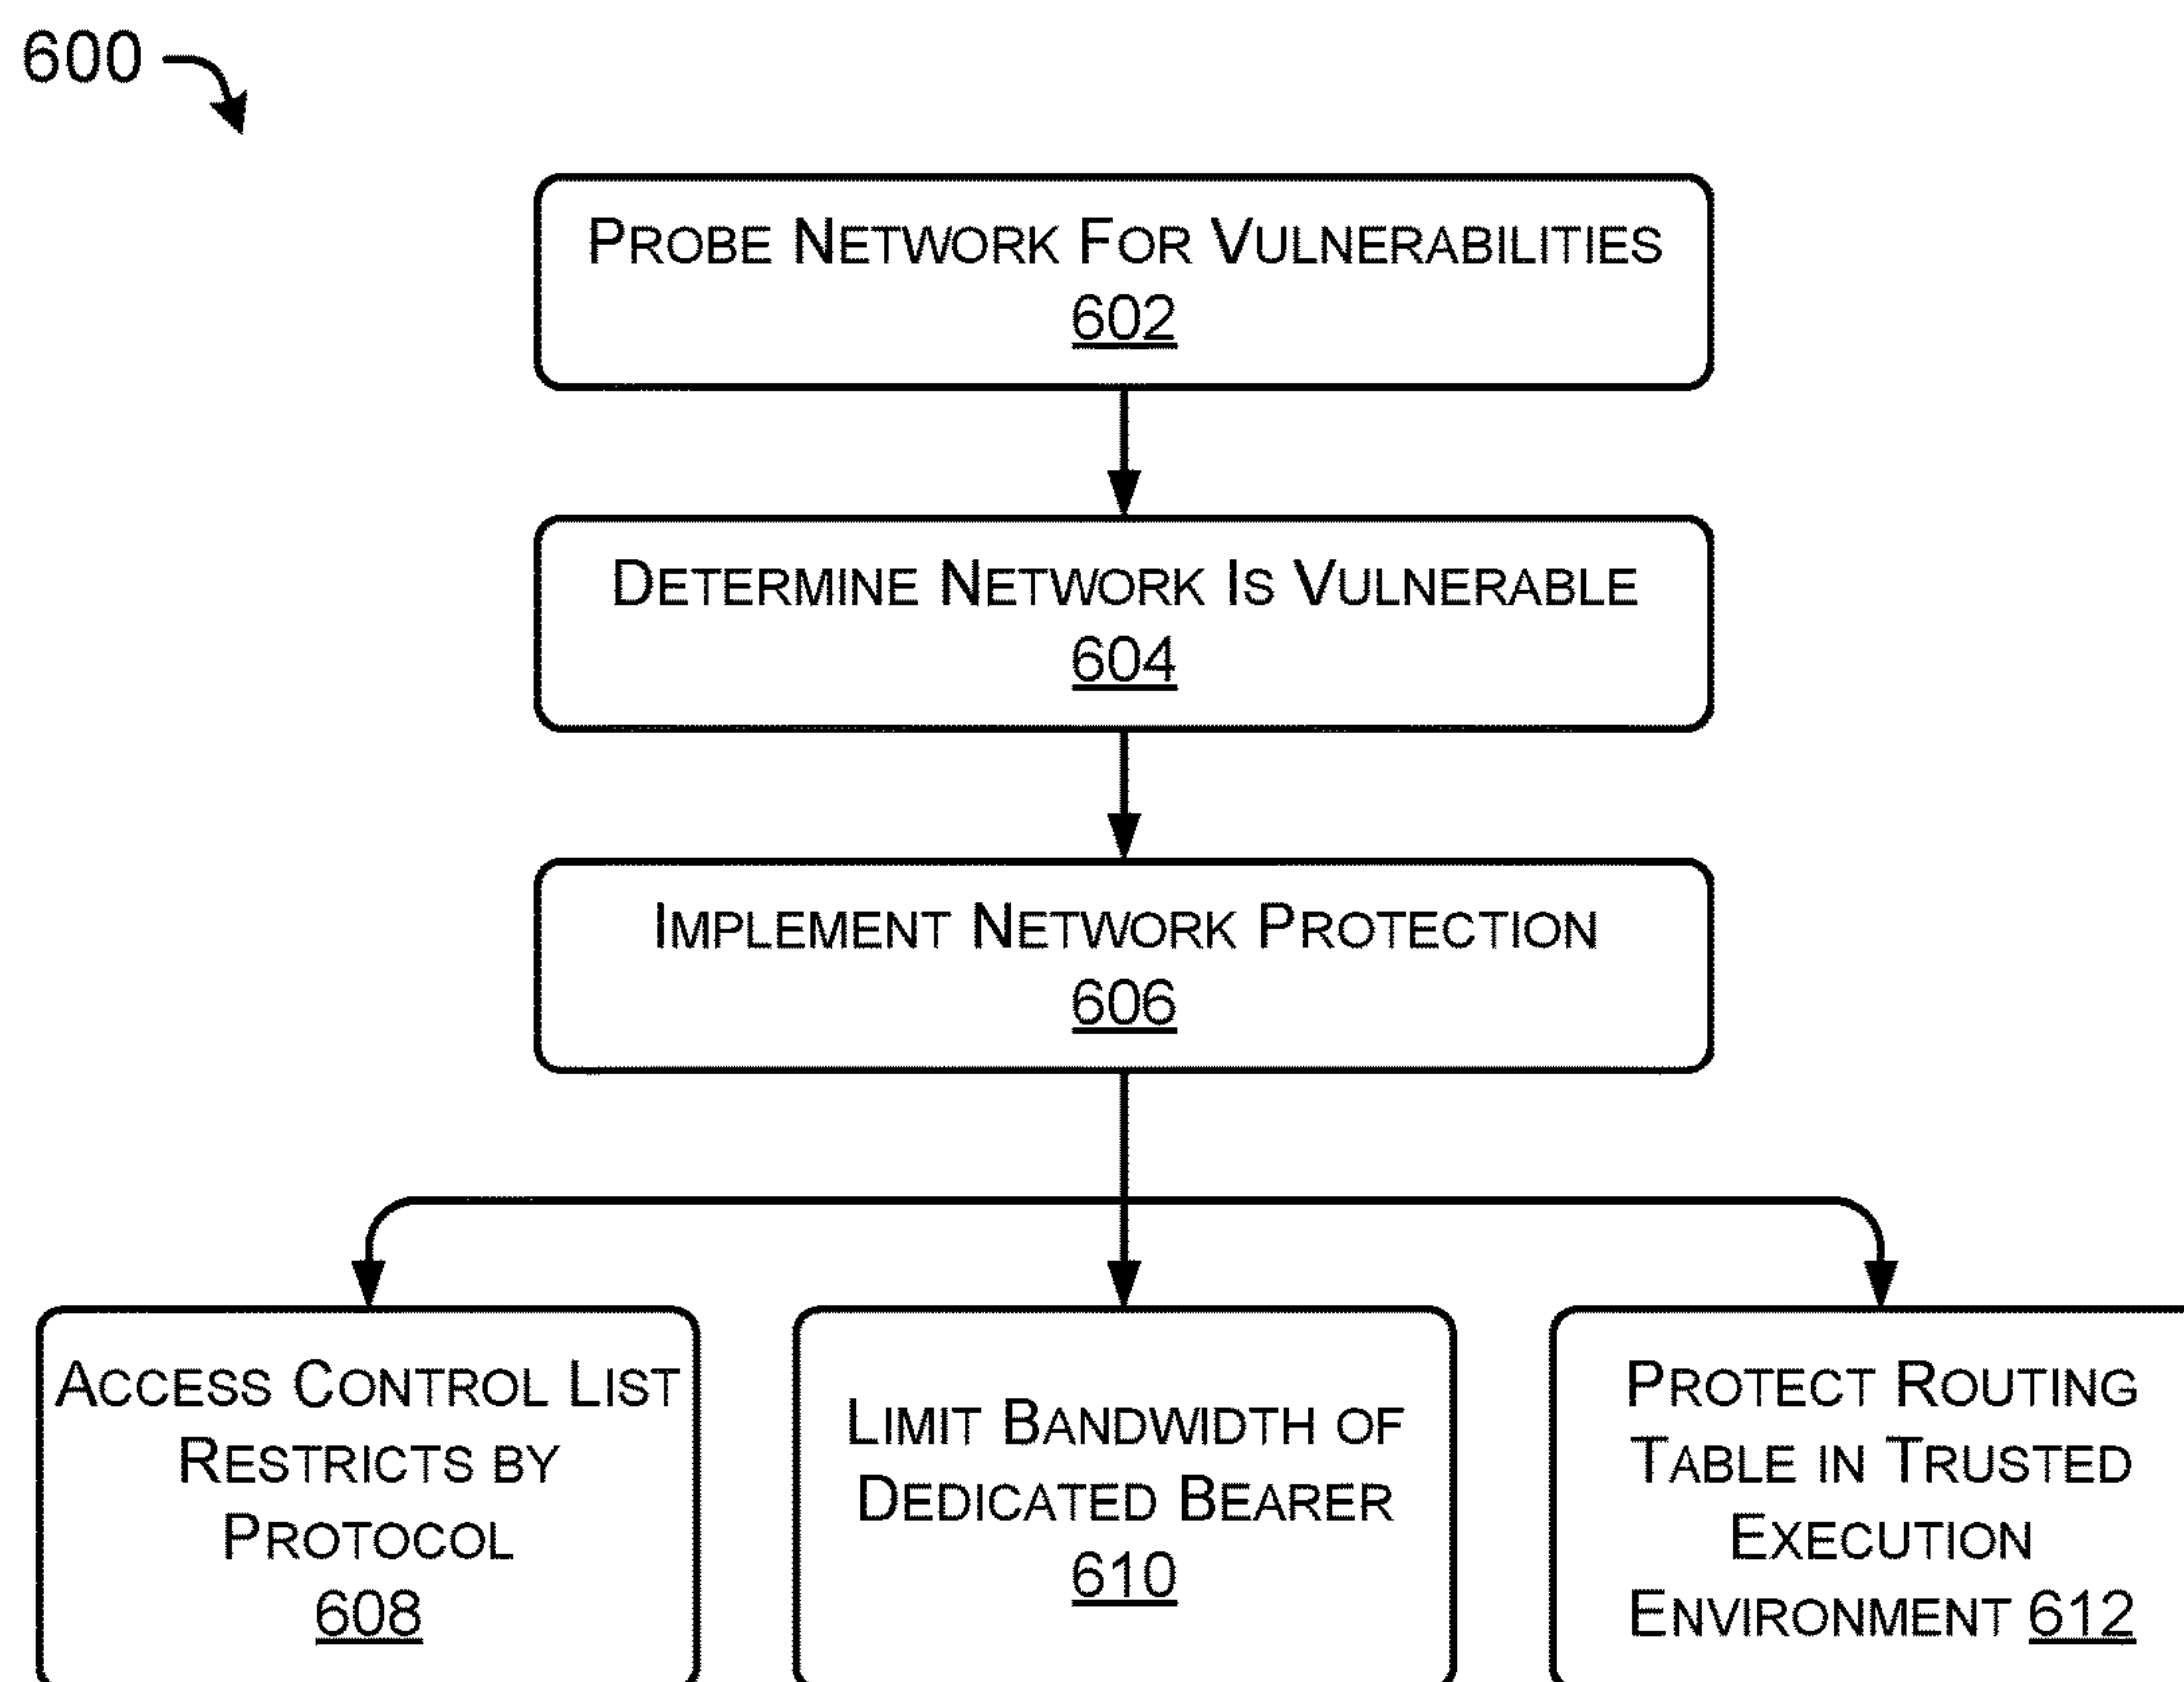 600
PROBE NETWORK FOR VULNERABILITIES
602
DETERMINE NETWORK IS VULNERABLE
604
IMPLEMENT NETWORK PROTECTION
606
ACCESS CONTROL LIST
RESTRICTS BY
PROTOCOL
608
LIMIT BANDWIDTH OF
DEDICATED BEARER
610
PROTECT ROUTING
TABLE IN TRUSTED
EXECUTION
ENVIRONMENT 612